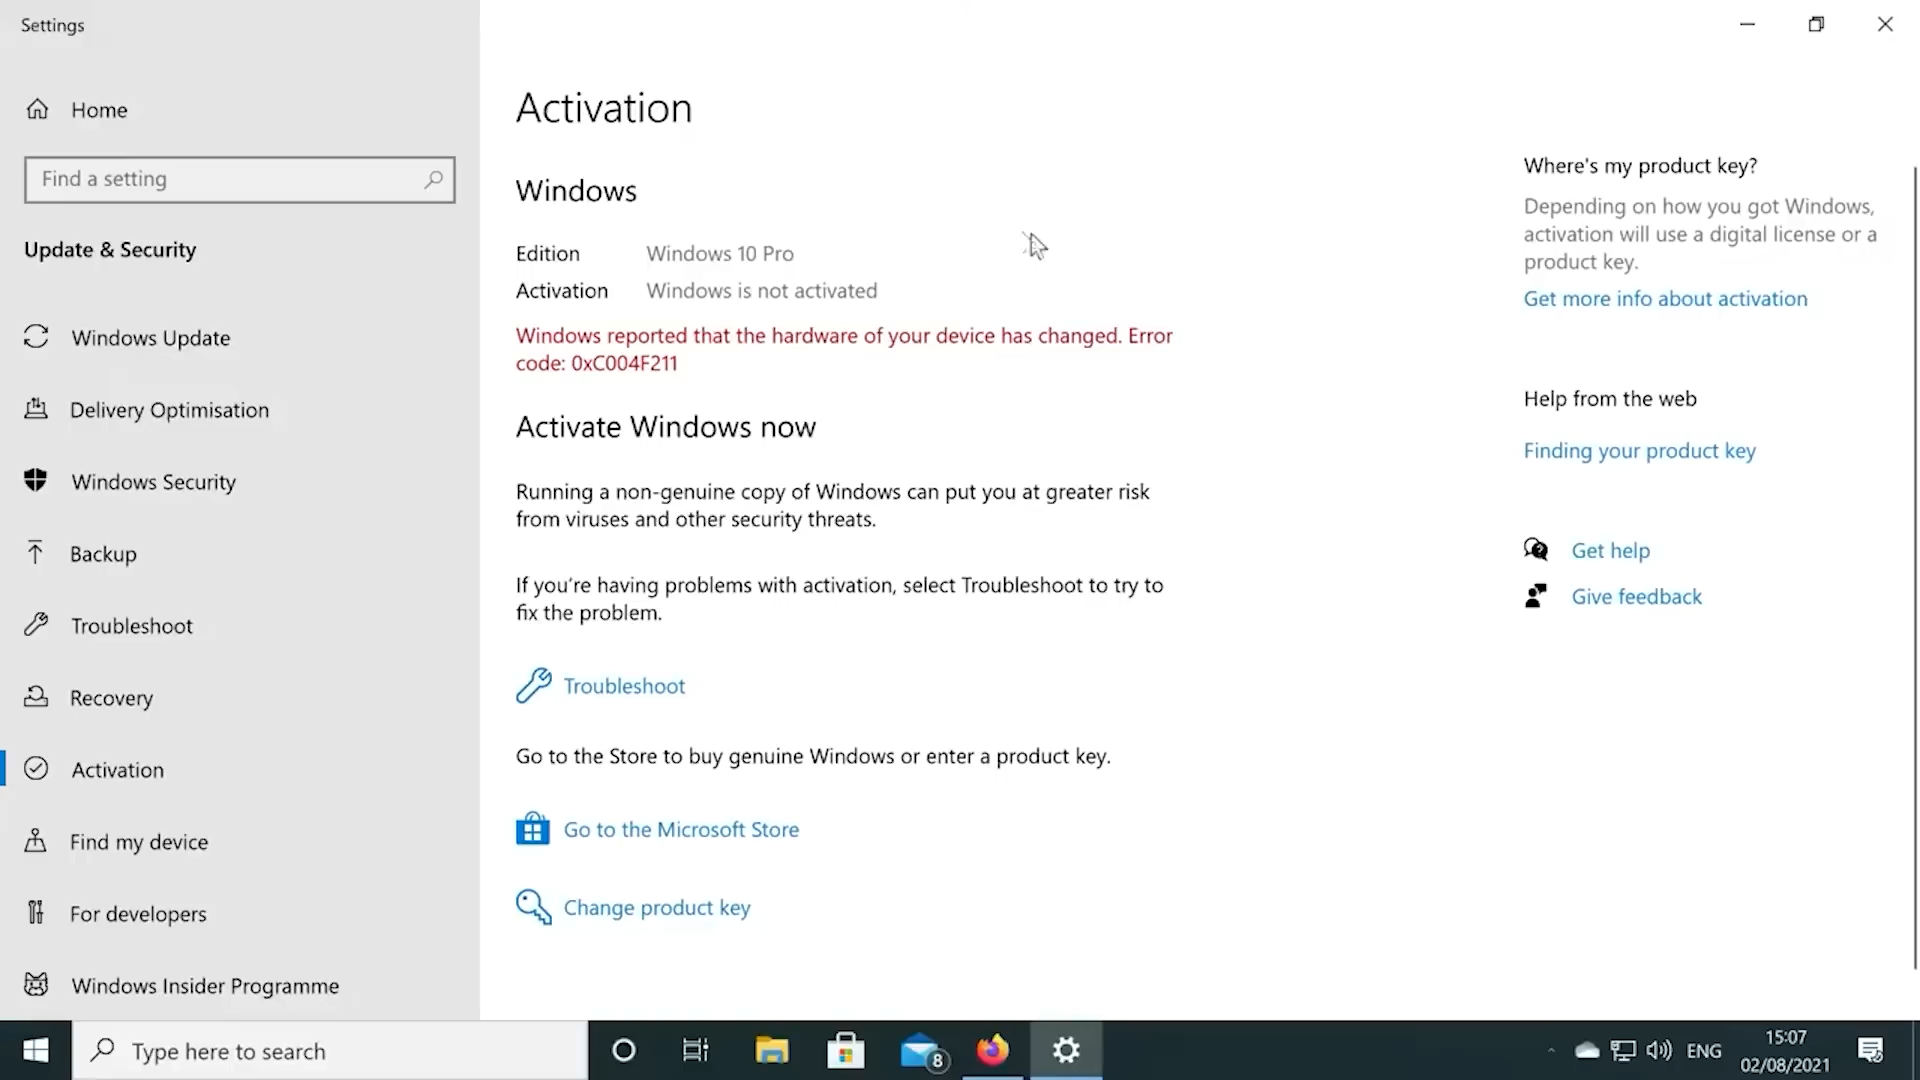 Settings
Home
Find a setting
Update & Security
Windows Update
Delivery Optimisation
Windows Security
Backup
Troubleshoot
Recovery
Activation
Find my device
For developers
Windows Insider Programme
Activation
Windows
Edition Windows 10 Pro
Activation Windows is not activated
Windows reported that the hardware of your device has changed. Error
code: 0xC004F211
Activate Windows now
Running a non-genuine copy of Windows can put you at greater risk
from viruses and other security threats.
If you're having problems with activation, select Troubleshoot to try to
fix the problem.
Troubleshoot
Go to the Store to buy genuine Windows or enter a product key.
Go to the Microsoft Store
Change product key
Where's my product key?
Depending on how you got Windows,
activation will use a digital license or a
product key.
Get more info about activation
Help from the web
Finding your product key
Get help
Give feedback
Type here to search
8
ENG
15:07
02/08/2021